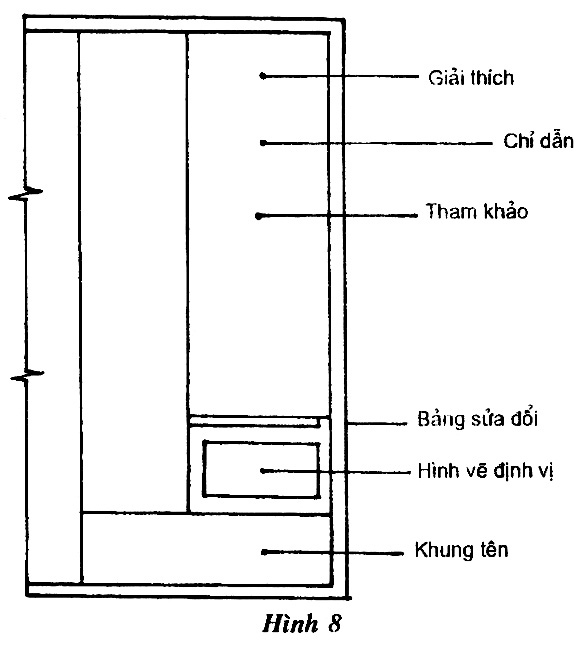 Giải thích
Chỉ dẫn
Tham khảo
Bảng sửa đổi
Hình vẽ định vị
Khung tên
Hình 8